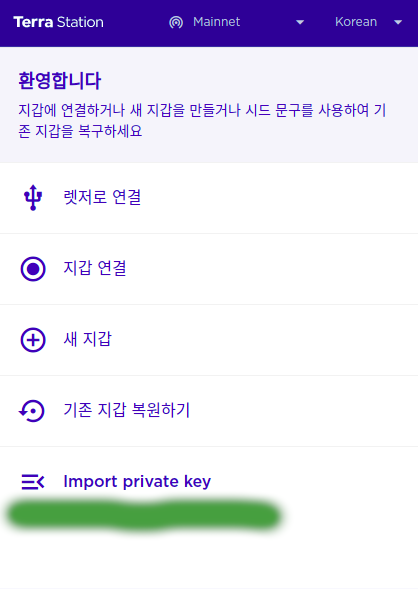 Terra Station
Mainnet
Korean
환영합니다
지갑에 연결하거나 새 지갑을 만들거나 시드 문구를 사용하여 기
존 지갑을 복구하세요
렛저로 연결
지갑 연결
새 지갑
기존 지갑 복원하기
Import private key